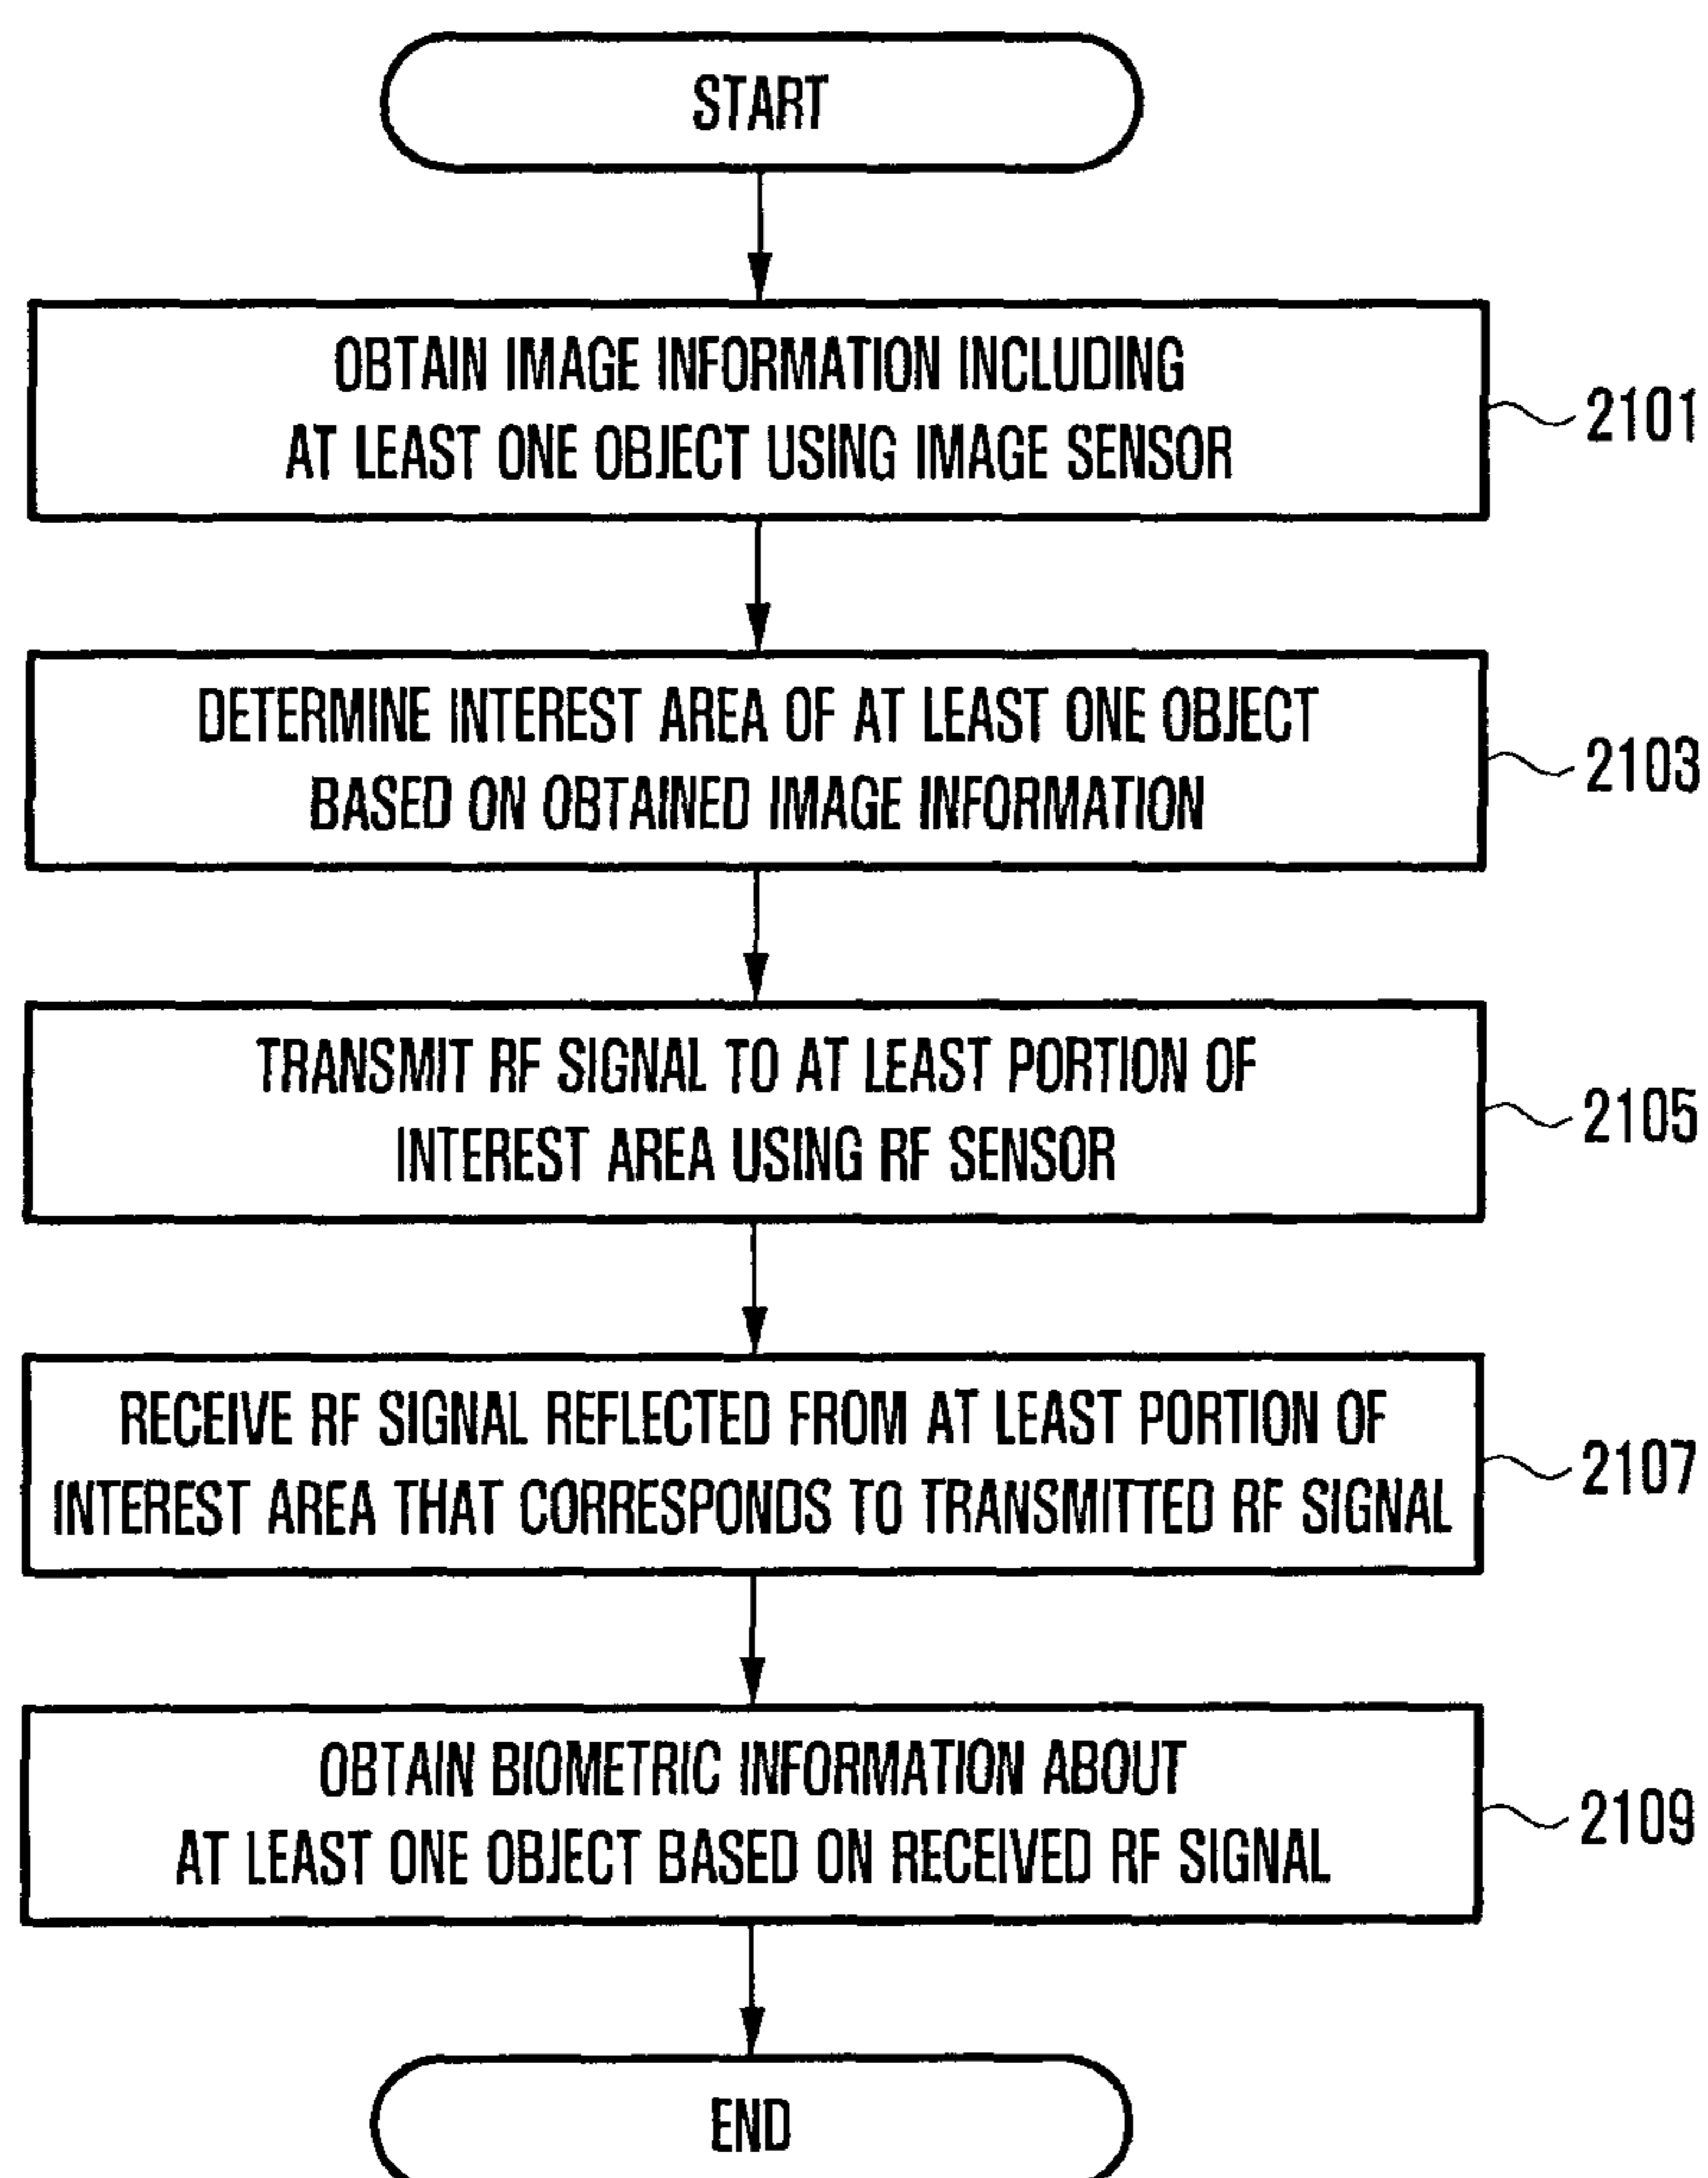 START
OBTAIN IMAGE INFORMATION INCLUDING
AT LEAST ONE OBJECT USING IMAGE SENSOR
2101
DETERMINE INTEREST AREA OF AT LEAST ONE OBJECT
BASED ON OBTAINED IMAGE INFORMATION
2103
TRANSMIT RF SIGNAL TO AT LEAST PORTION OF
INTEREST AREA USING RF SENSOR
2105
RECEIVE RF SIGNAL REFLECTED FROM AT LEAST PORTION OF
INTEREST AREA THAT CORRESPONDS TO TRANSMITTED RF SIGNAL
2107
OBTAIN BIOMETRIC INFORMATION ABOUT
AT LEAST ONE OBJECT BASED ON RECEIVED RF SIGNAL
2109
END